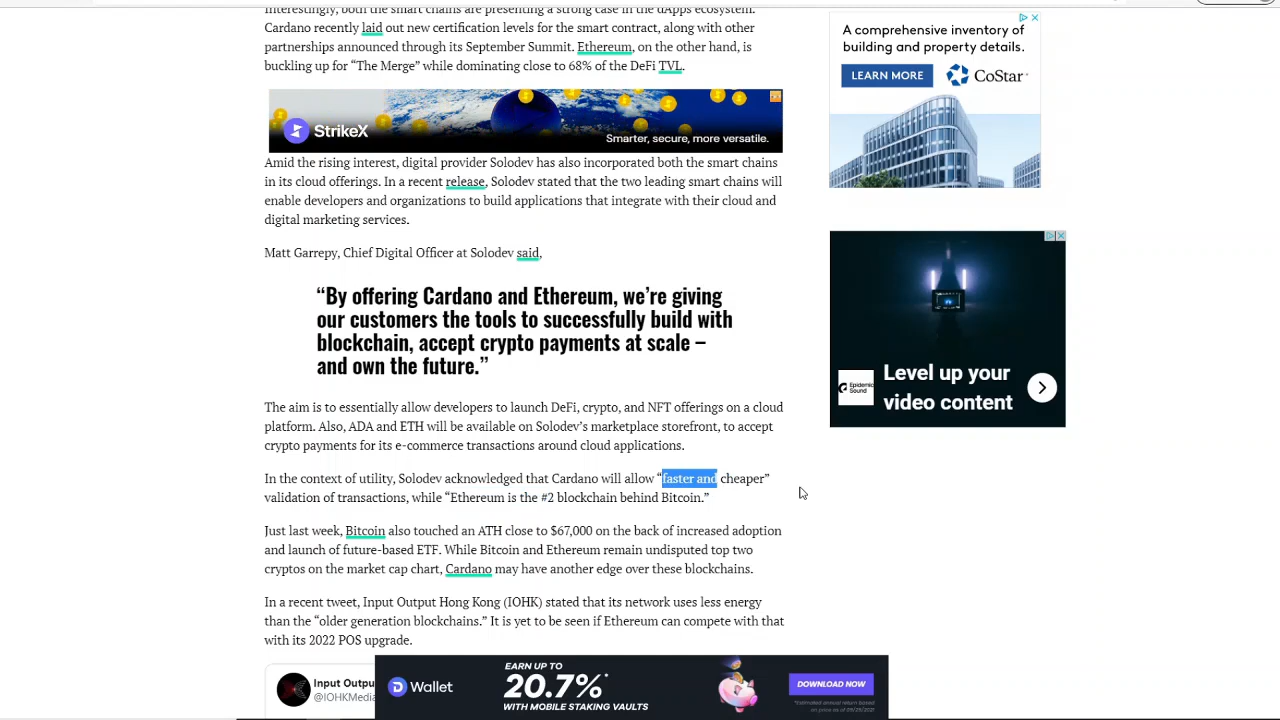 Interestingly, both the smart chains are presenting a strong case in the dApps ecosystem.
Cardano recently laid out new certification levels for the smart contract, along with other
partnerships announced through its September Summit. Ethereum, on the other hand, is
buckling up for “The Merge” while dominating close to 68% of the DeFi TVL.
StrikeX
Smarter, secure, more versatile.
Amid the rising interest, digital provider Solodev has also incorporated both the smart chains
in its cloud offerings. In a recent release, Solodev stated that the two leading smart chains will
enable developers and organizations to build applications that integrate with their cloud and
digital marketing services.
Matt Garrepy, Chief Digital Officer at Solodev said,
“By offering Cardano and Ethereum, we’re giving
our customers the tools to successfully build with
blockchain, accept crypto payments at scale –
and own the future.”
The aim is to essentially allow developers to launch DeFi, crypto, and NFT offerings on a cloud
platform. Also, ADA and ETH will be available on Solodev’s marketplace storefront, to accept
crypto payments for its e-commerce transactions around cloud applications.
In the context of utility, Solodev acknowledged that Cardano will allow “faster and cheaper”
validation of transactions, while “Ethereum is the #2 blockchain behind Bitcoin.”
Just last week, Bitcoin also touched an ATH close to $67,000 on the back of increased adoption
and launch of future-based ETF. While Bitcoin and Ethereum remain undisputed top two
cryptos on the market cap chart, Cardano may have another edge over these blockchains.
In a recent tweet, Input Output Hong Kong (IOHK) stated that its network uses less energy
than the “older generation blockchains.” It is yet to be seen if Ethereum can compete with that
with its 2022 POS upgrade.
Input Outpu
@IOHKMedia
A comprehensive inventory of
building and property details.
LEARN MORE
CoStar
Epidemic
Sound
Level up your
video content
Wallet
EARN UP TO
20.7%*
WITH MOBILE STAKING VAULTS
DOWNLOAD NOW
*Estimated annual return based
on price as of 09/29/2021